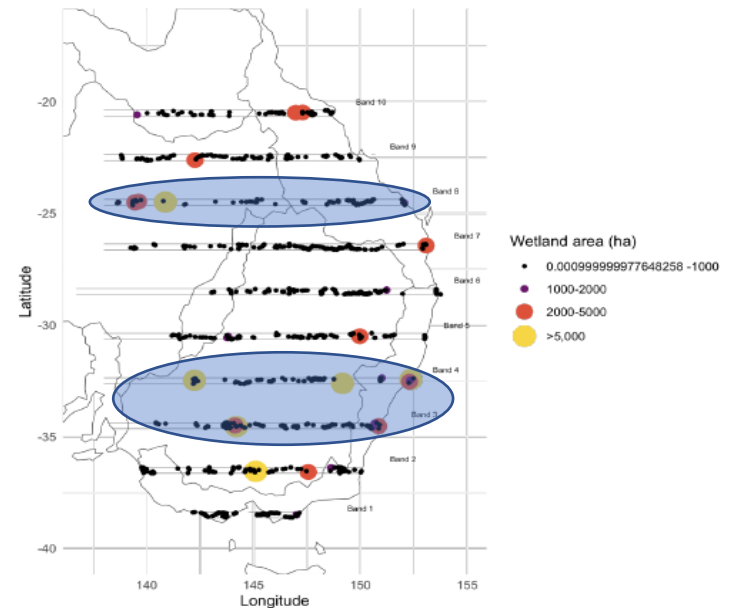 -20
-25
-30
-35
-40
Latitude
140
145
150
155
Longitude
Band 10
Band 9
Band 8
Band 7
Band 6
Band 5
Band 4
Band 3
Band 2
Band 1
Wetland area (ha)
0.000999999977648258 -1000
1000-2000
2000-5000
>5,000